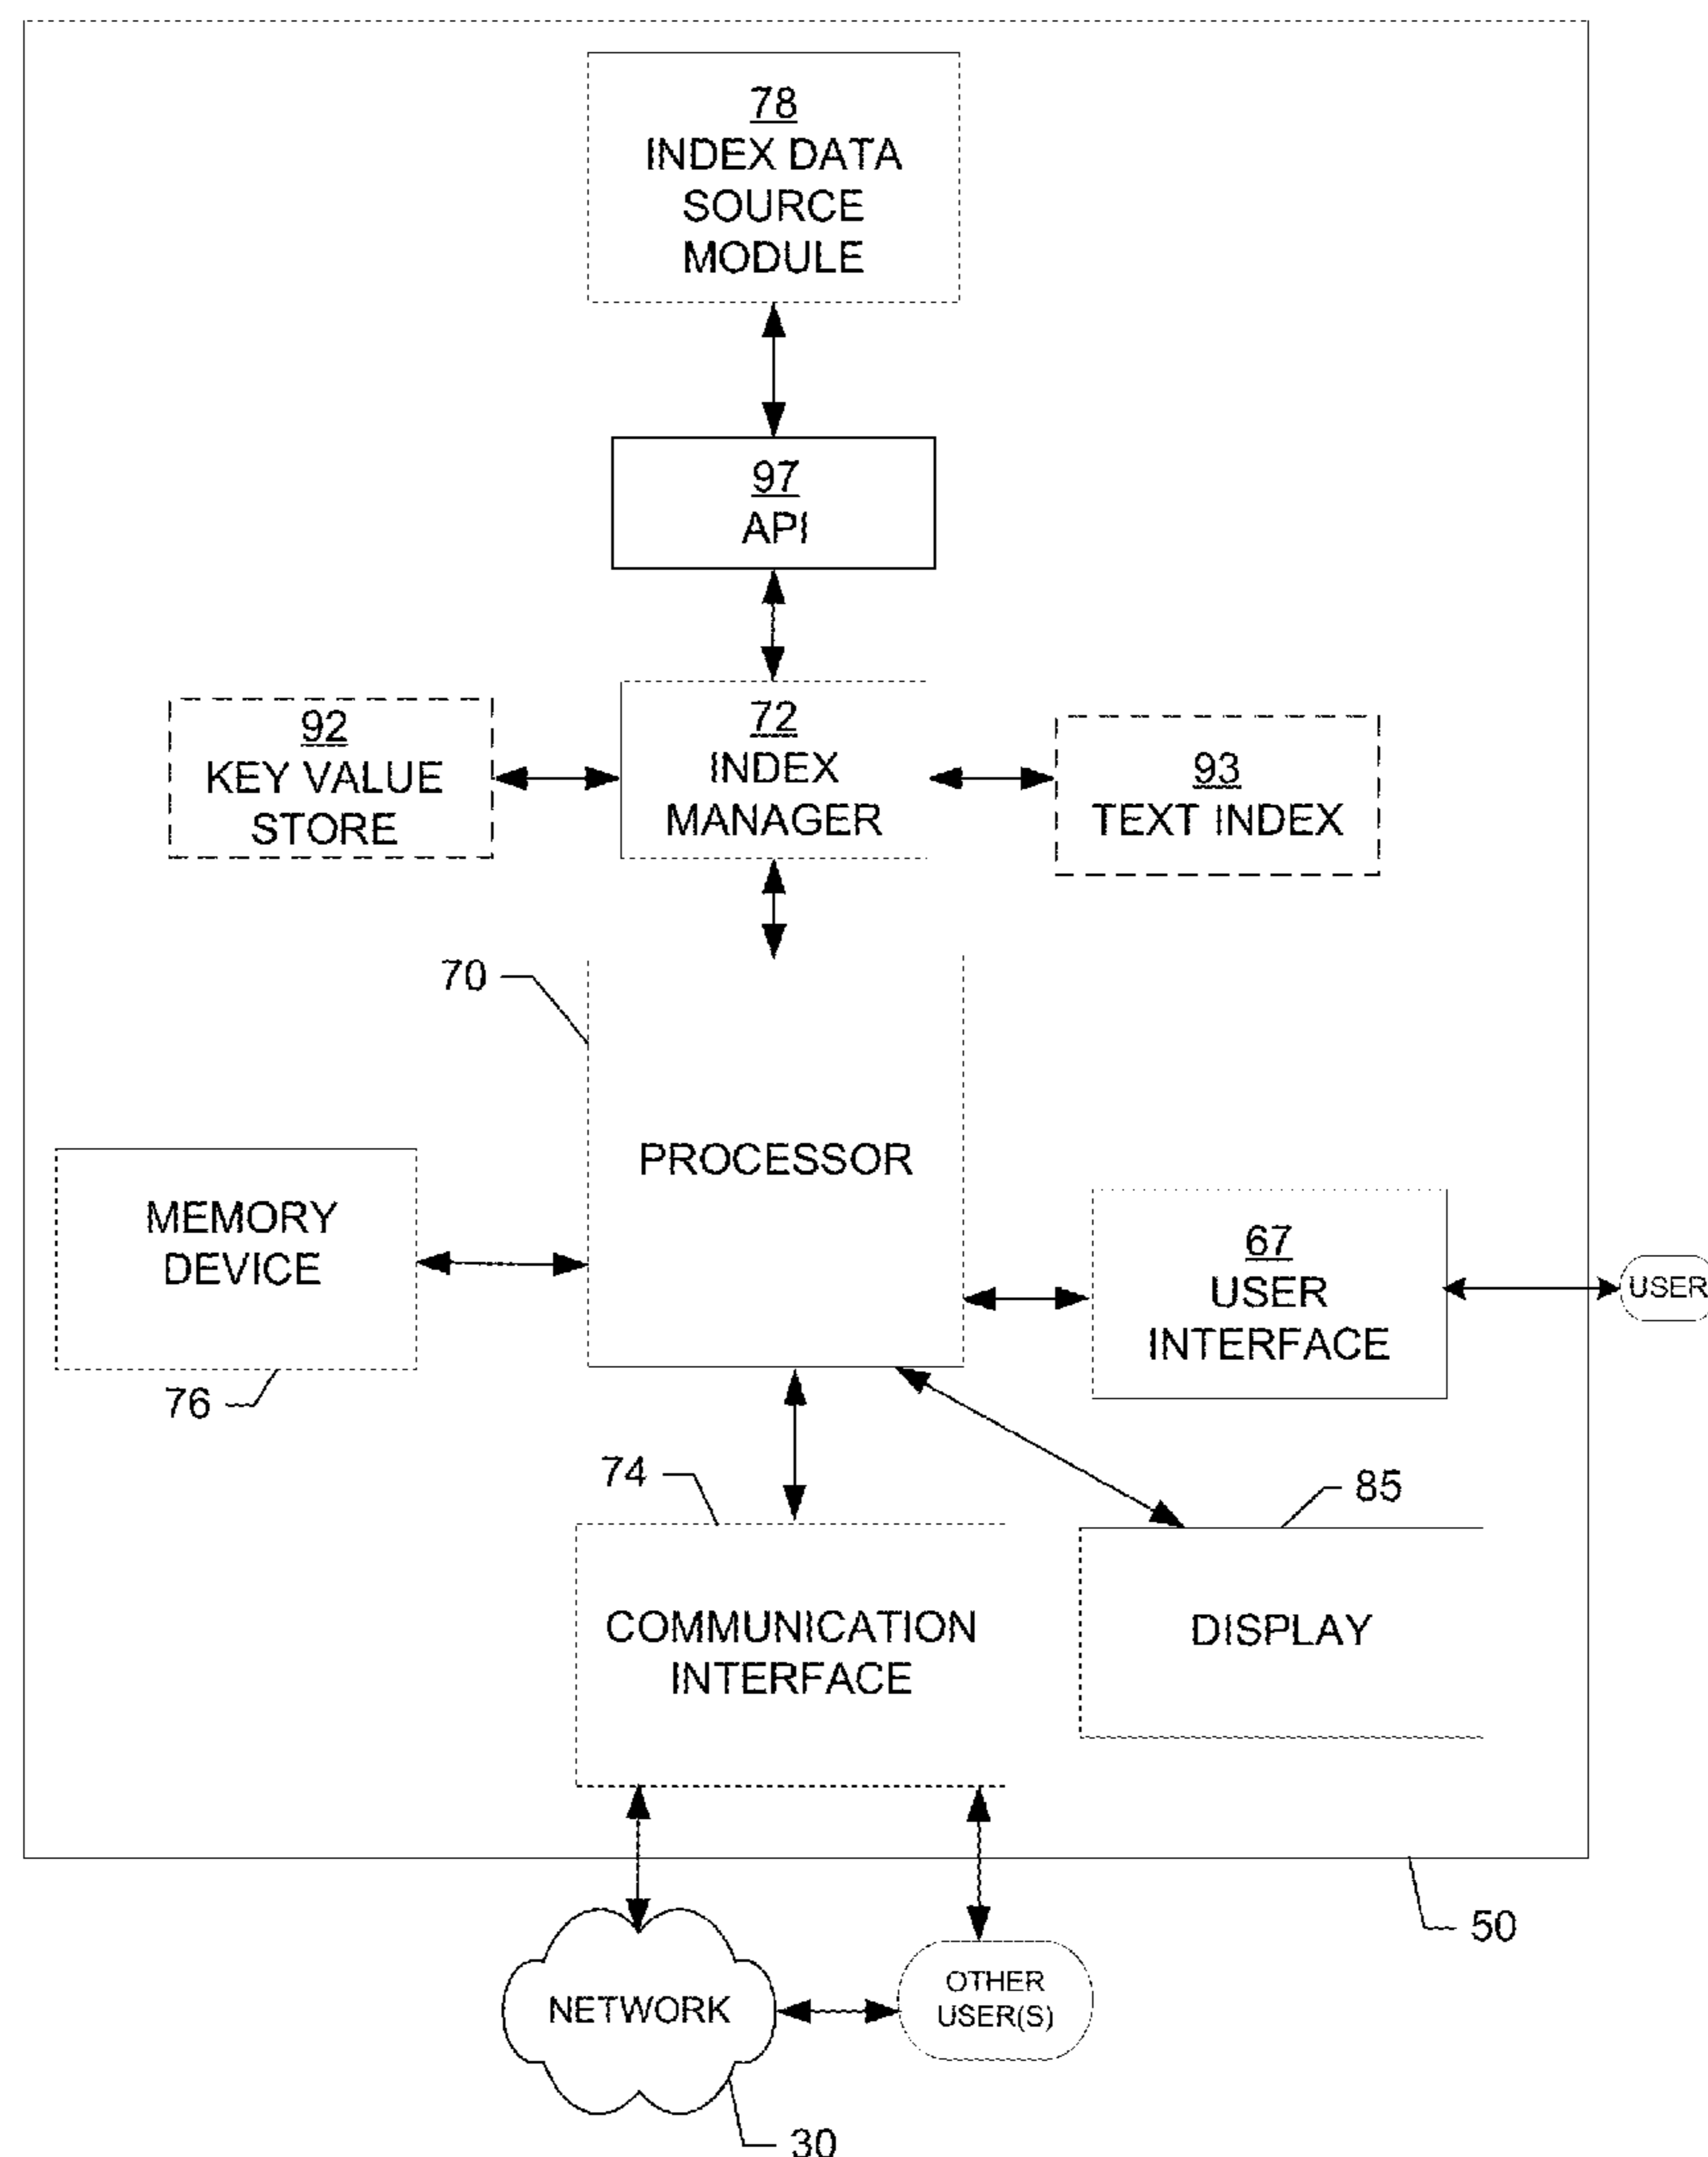 78
INDEX DATA
SOURCE
MODULE
97
API
92
KEY VALUE
STORE
72
INDEX
MANAGER
93
TEXT INDEX
70
PROCESSOR
MEMORY
DEVICE
76
67
USER
INTERFACE
USER
74
COMMUNICATION
INTERFACE
85
DISPLAY
50
NETWORK
OTHER
USER(S)
30